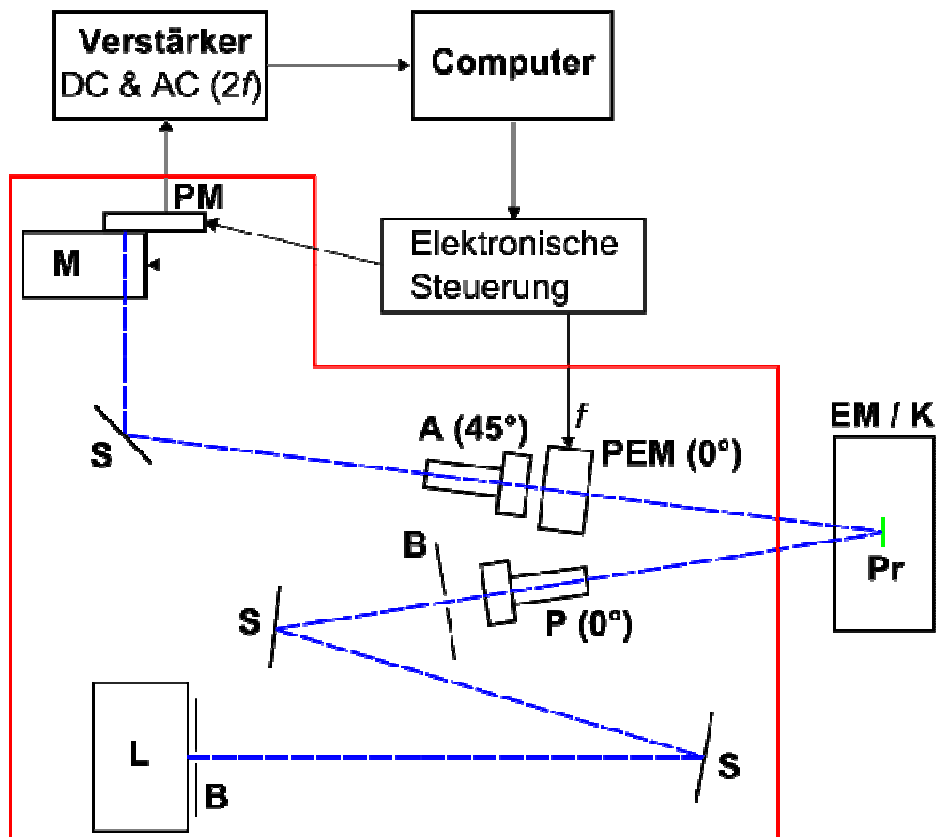 Verstärker
DC & AC (2f)
Computer
PM
M
Elektronische
Steuerung
f
A (45°)
PEM (0°)
EM / K
S
B
Pr
S
P (0°)
L
B
S